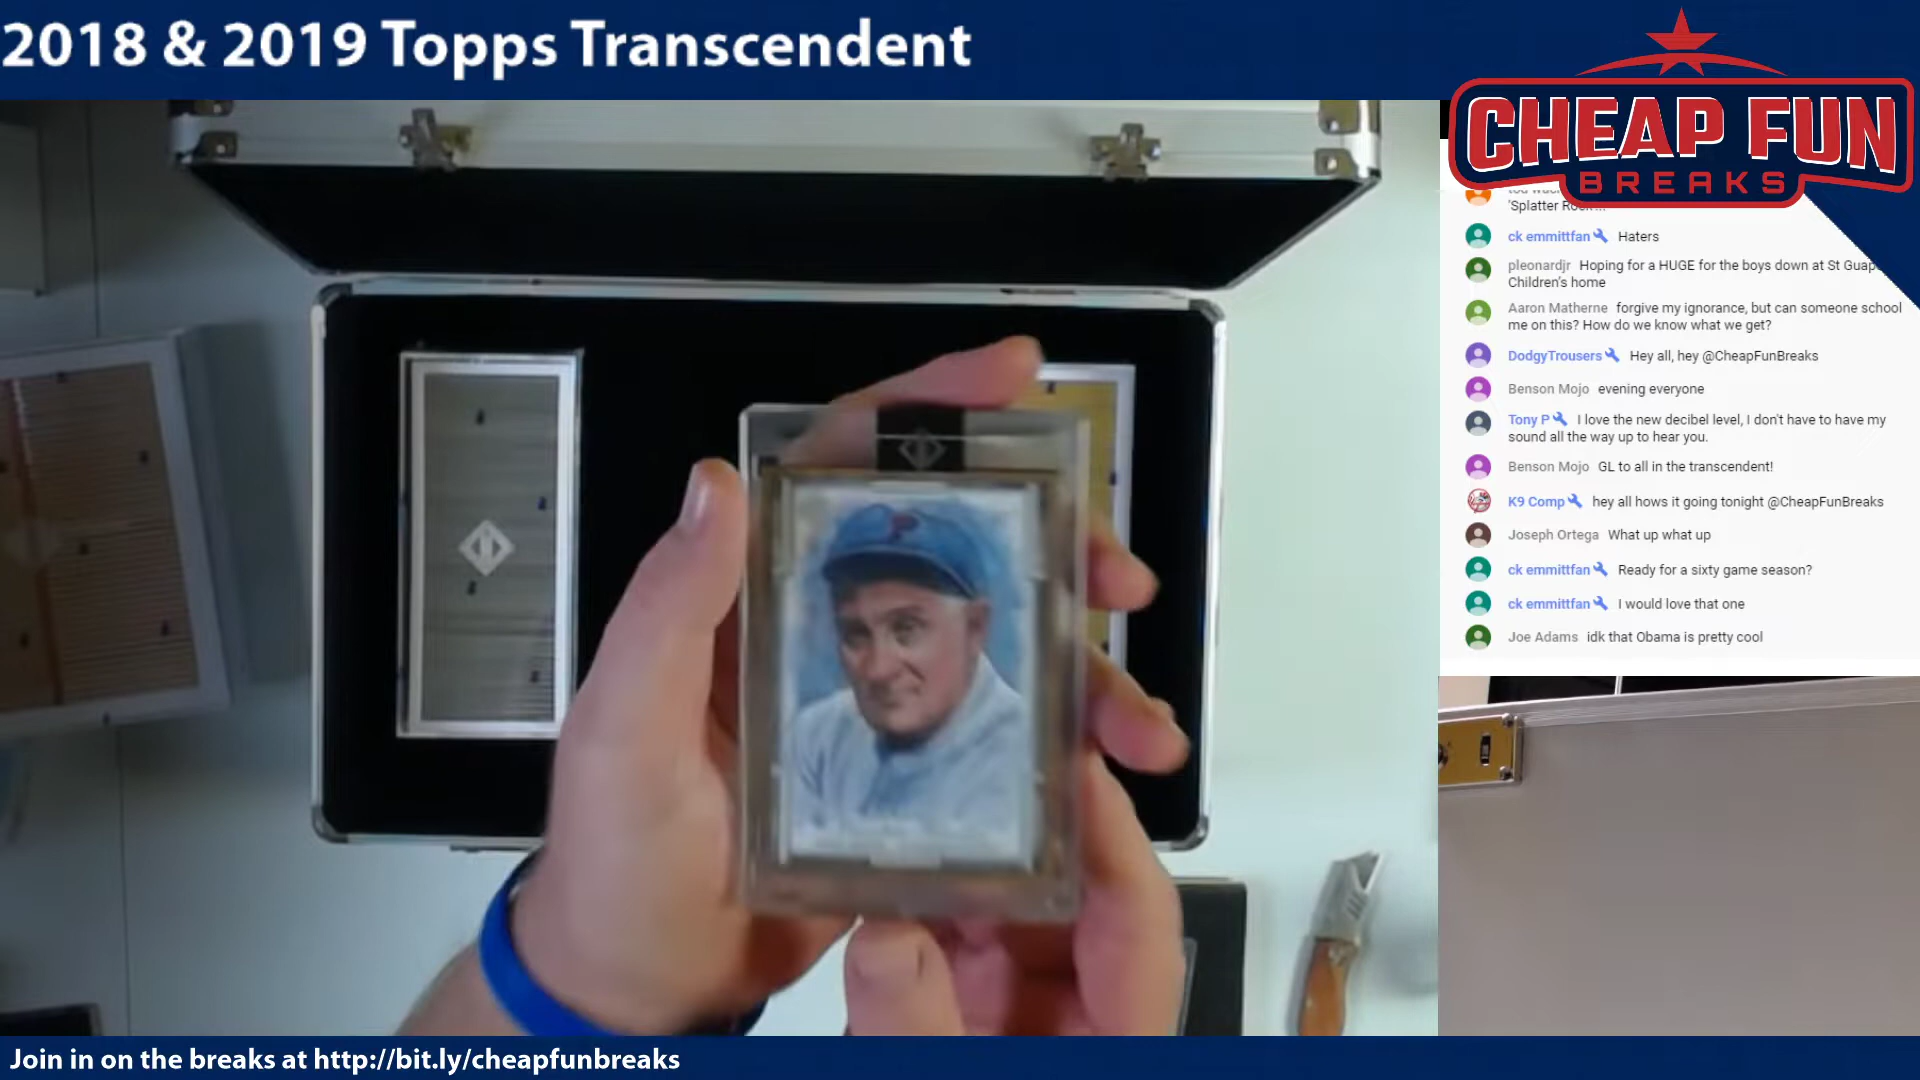 2018 & 2019 Topps Transcendent
CHEAP FUN
BREAKS
'Splatter Rock'...
ck emmittfan Haters
pleonardjr Hoping for a HUGE for the boys down at St Guap
Children's home
Aaron Matherne forgive my ignorance, but can someone school
me on this? How do we know what we get?
DodgyTrousers Hey all, hey @CheapFunBreaks
Benson Mojo evening everyone
Tony P I love the new decibel level, I don't have to have my
sound all the way up to hear you.
Benson Mojo GL to all in the transcendent!
K9 Comp hey all hows it going tonight @CheapFunBreaks
Joseph Ortega What up what up
ck emmittfan Ready for a sixty game season?
ck emmittfan I would love that one
Joe Adams idk that Obama is pretty cool
P
Join in on the breaks at http://bit.ly/cheapfunbreaks